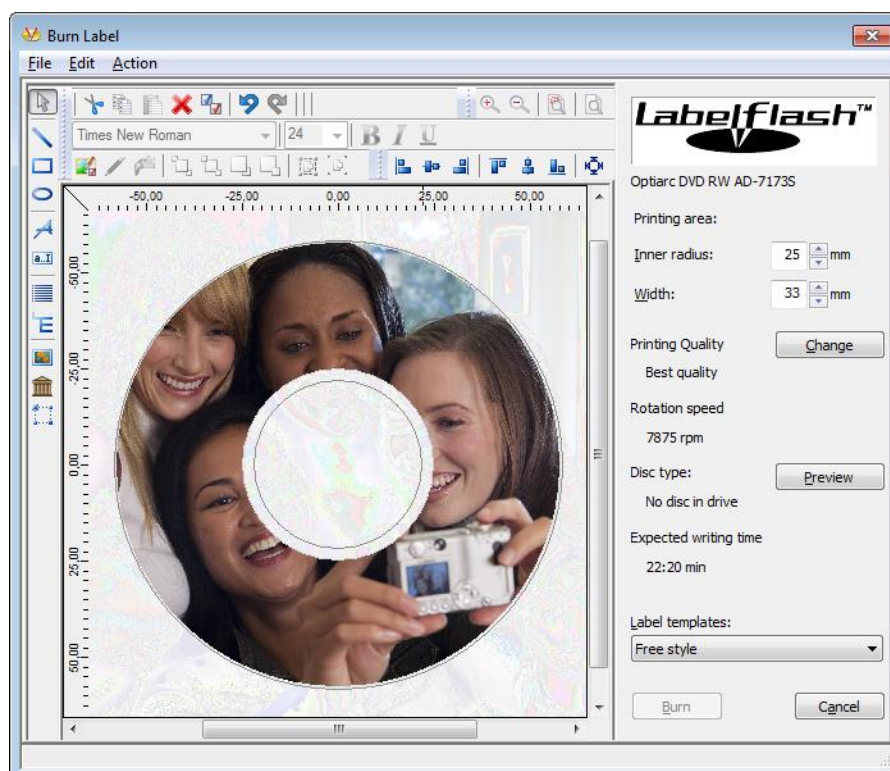 Burn Label
File Edit Action
Times New Roman 24 B I U
Labelflash™
Optiarc DVD RW AD-7173S
-50,00 -25,00 0,00 25,00 50,00
-50,00
-25,00
0,00
25,00
50,00
A
a..I
Printing area:
Inner radius: 25 mm
Width: 33 mm
Printing Quality Change
Best quality
Rotation speed
7875 rpm
Disc type: Preview
No disc in drive
Expected writing time
22:20 min
Label templates:
Free style
Burn Cancel